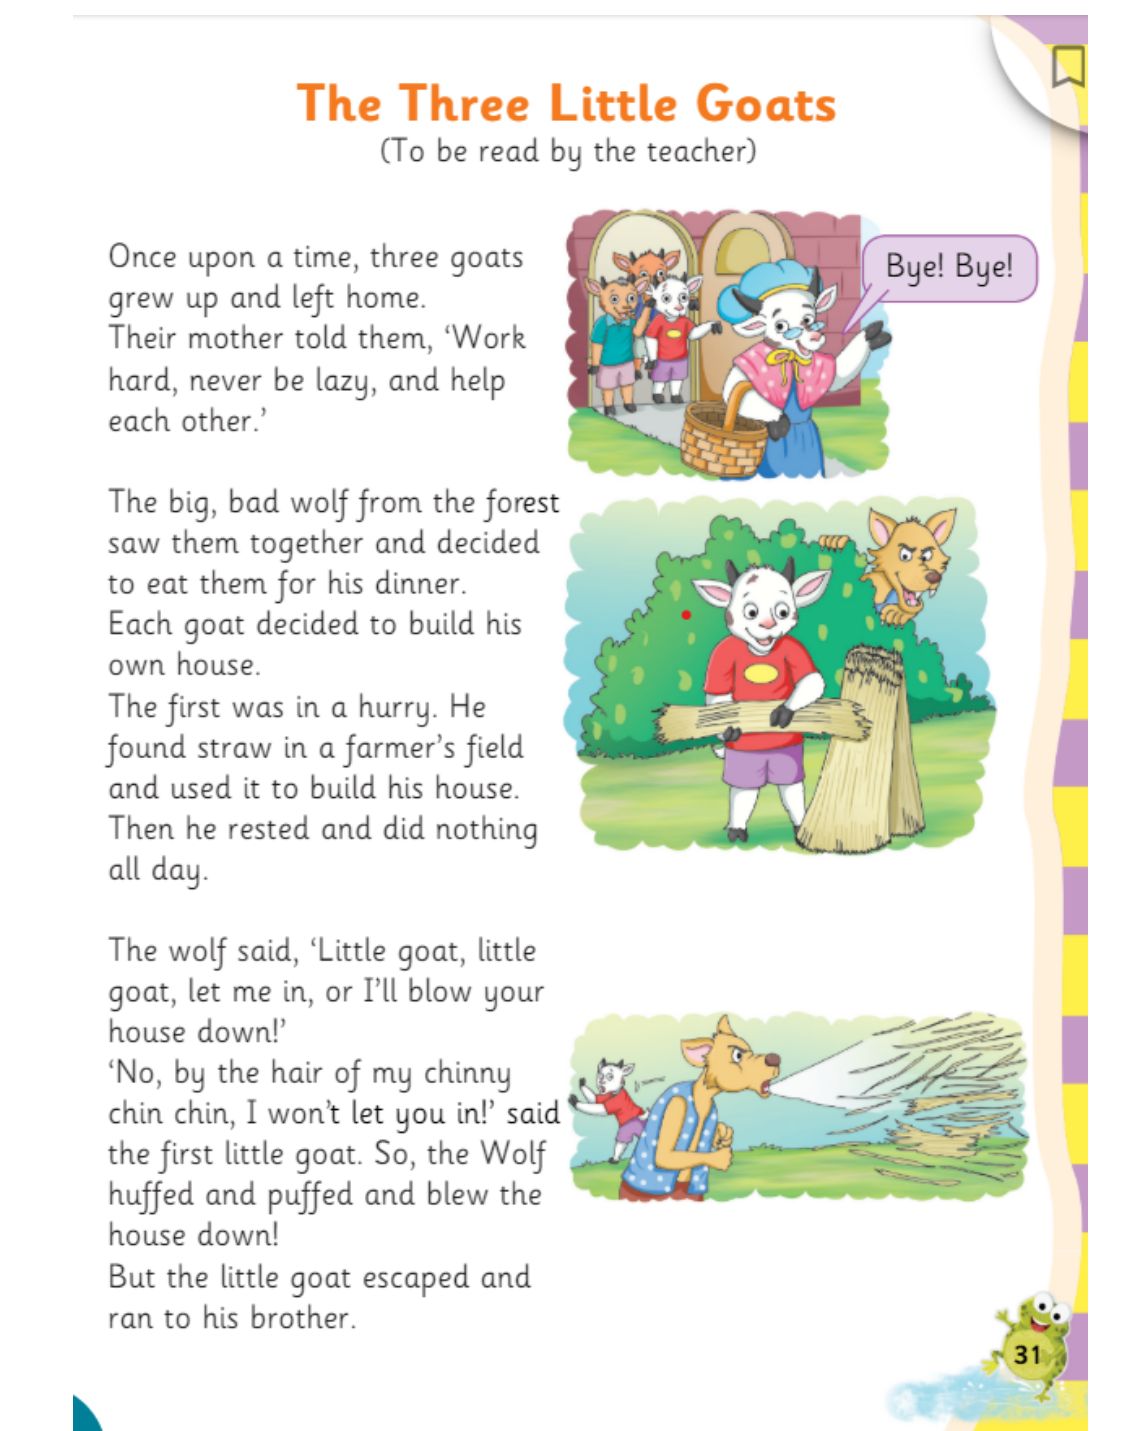 The Three Little Goats
(To be read by the teacher)
Once upon a time, three goats
grew up and left home.
Their mother told them, ‘Work
hard, never be lazy, and help
each other.’
Bye! Bye!
The big, bad wolf from the forest
saw them together and decided
to eat them for his dinner.
Each goat decided to build his
own house.
The first was in a hurry. He
found straw in a farmer’s field
and used it to build his house.
Then he rested and did nothing
all day.
The wolf said, ‘Little goat, little
goat, let me in, or I’ll blow your
house down!’
‘No, by the hair of my chinny
chin chin, I won’t let you in!’ said
the first little goat. So, the Wolf
huffed and puffed and blew the
house down!
But the little goat escaped and
ran to his brother.
31